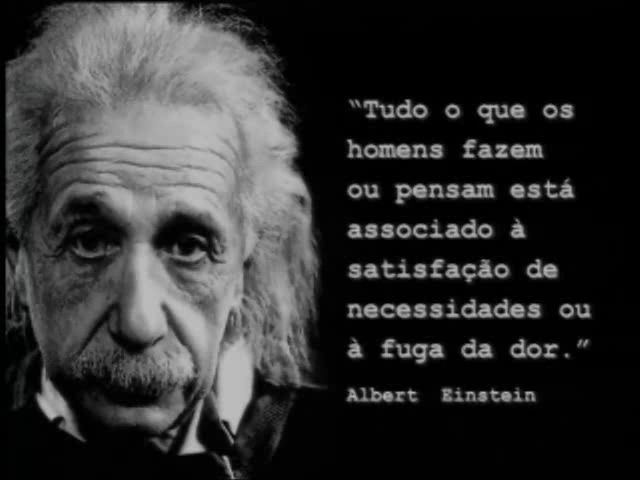 “Tudo o que os
homens fazem
ou pensam está
associado à
satisfação de
necessidades ou
à fuga da dor.”
Albert Einstein